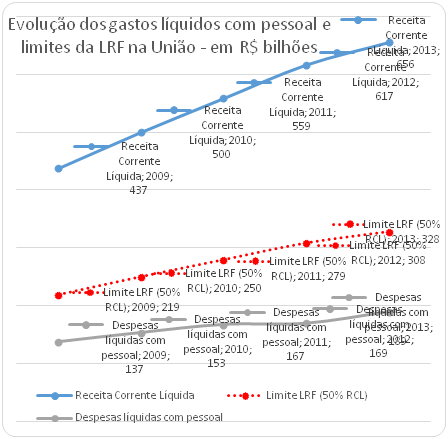 Evolução dos gastos líquidos com pessoal e
limites da LRF na União - em R$ bilhões
Receita
Corrente
Líquida; 2013;
656
Receita
Corrente
Líquida; 2012;
617
Receita
Corrente
Líquida; 2011;
559
Receita
Corrente
Líquida; 2010;
500
Receita
Corrente
Líquida; 2009;
437
Limite LRF (50%
RCL); 2013; 328
Limite LRF (50%
RCL); 2012; 308
Limite LRF (50%
RCL); 2011; 279
Limite LRF (50%
RCL); 2010; 250
Limite LRF (50%
RCL); 2009; 219
Despesas
líquidas com
pessoal; 2013;
Despesas
líquidas com
pessoal; 2012;
169
Despesas
líquidas com
pessoal; 2011;
167
Despesas
líquidas com
pessoal; 2010;
153
Despesas
líquidas com
pessoal; 2009;
137
Receita Corrente Líquida
Limite LRF (50% RCL)
Despesas líquidas com pessoal